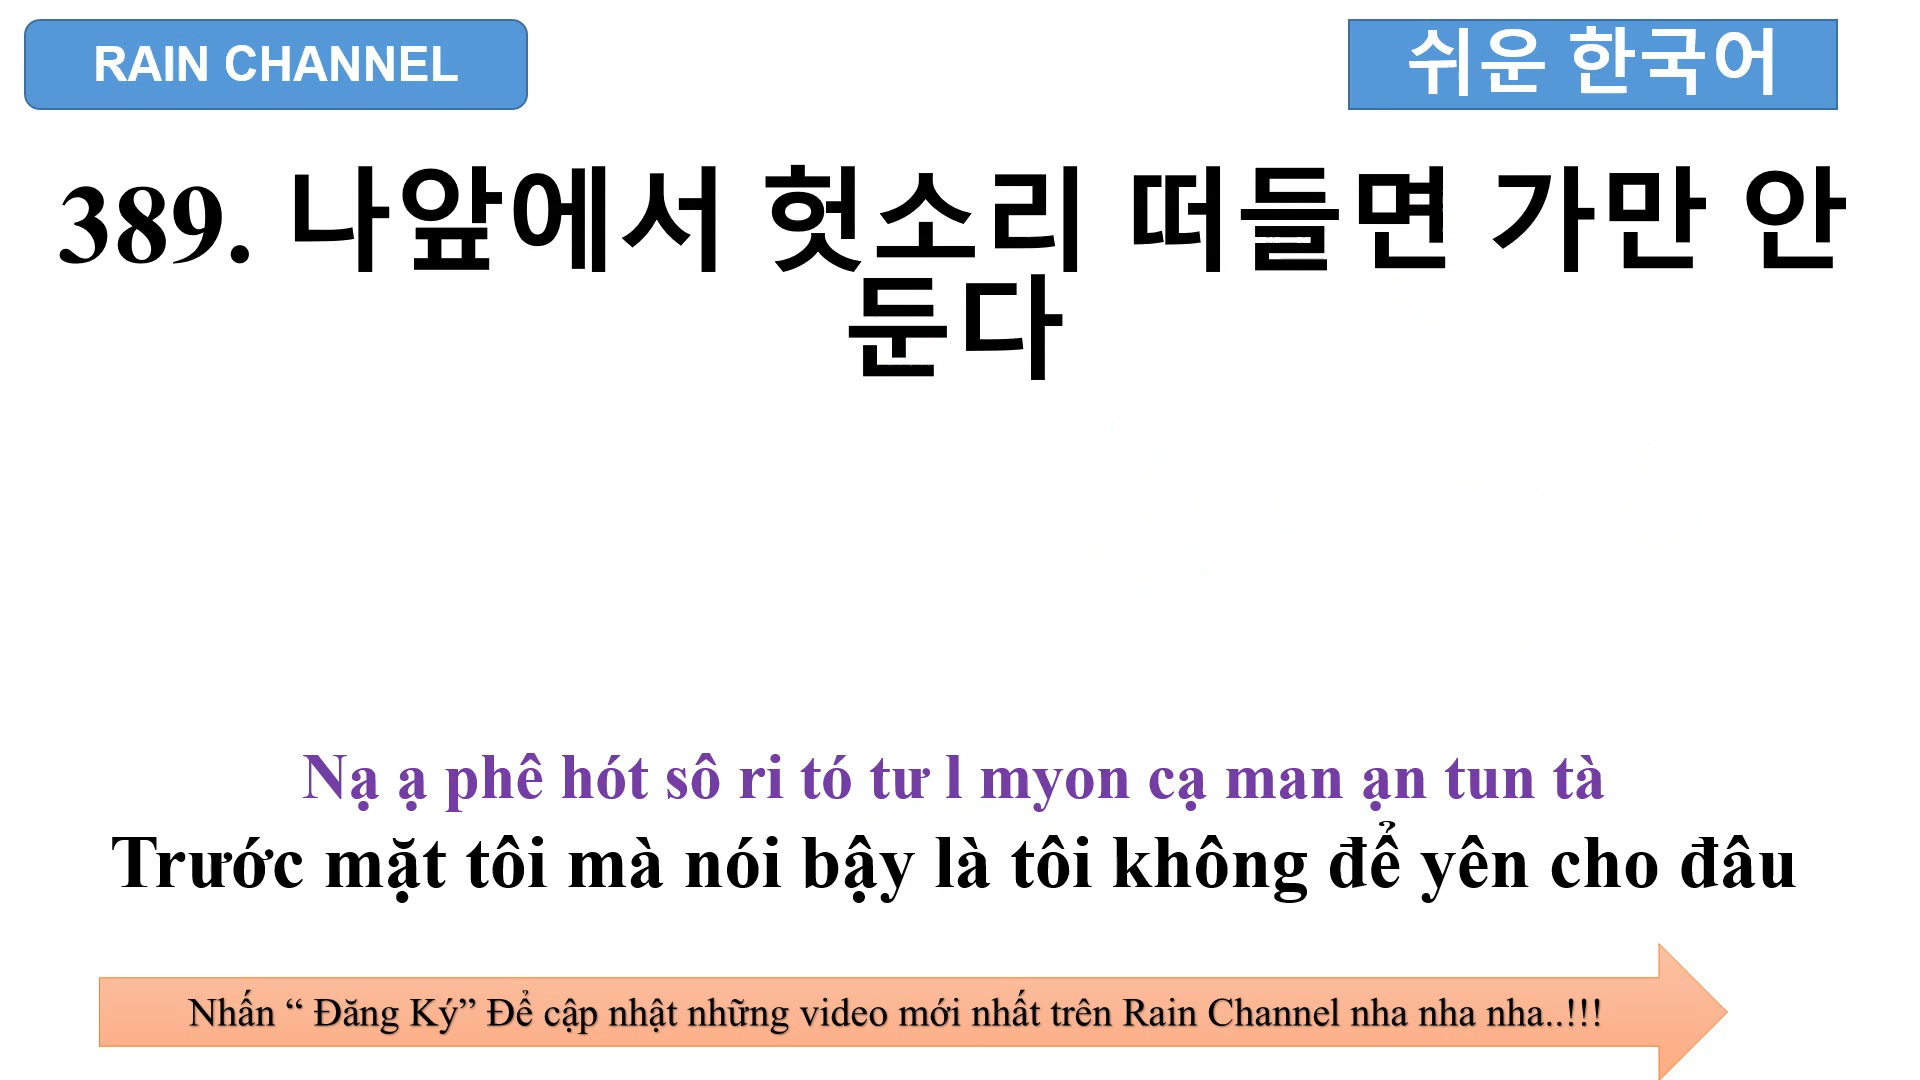 RAIN CHANNEL
쉬운 한국어
389. 나앞에서 헛소리 떠들면 가만 안
둔다
Nạ ạ phê hót sô ri tó tư l myon cạ man ạn tun tà
Trước mặt tôi mà nói bậy là tôi không để yên cho đâu
Nhấn “ Đăng Ký” Để cập nhật những video mới nhất trên Rain Channel nha nha nha..!!!